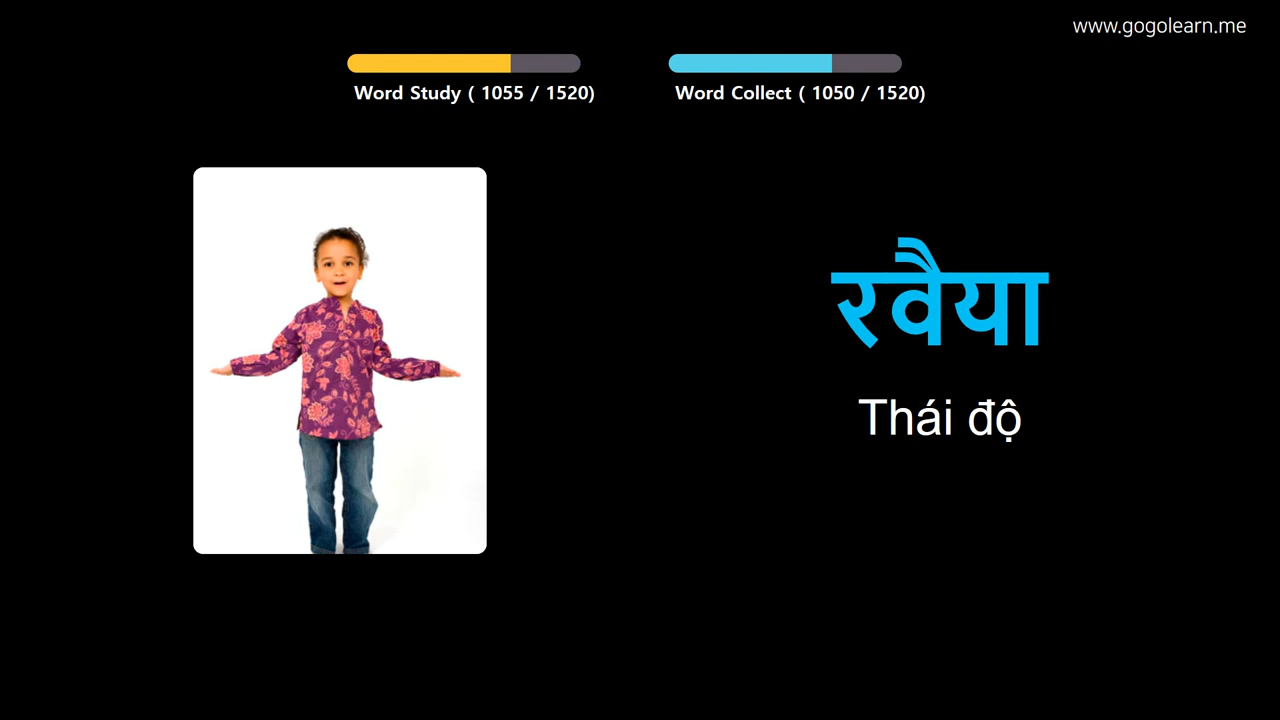 www.gogolearn.me
Word Study ( 1055 / 1520)
Word Collect ( 1050 / 1520)
रवैया
Thái độ